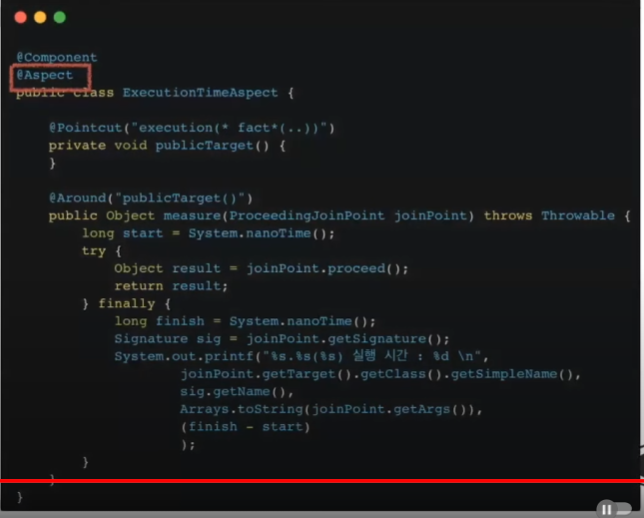 @Component
@Aspect
public class ExecutionTimeAspect {
@Pointcut("execution(* fact*(..))")
private void publicTarget() {
}
@Around("publicTarget()")
public Object measure(ProceedingJoinPoint joinPoint) throws Throwable {
long start = System.nanoTime();
try {
Object result = joinPoint.proceed();
return result;
} finally {
long finish = System.nanoTime();
Signature sig = joinPoint.getSignature();
System.out.printf("%s.%s(%s) 실행 시간 : %d \n",
joinPoint.getTarget().getClass().getSimpleName(),
sig.getName(),
Arrays.toString(joinPoint.getArgs()),
(finish - start)
);
}
}
}